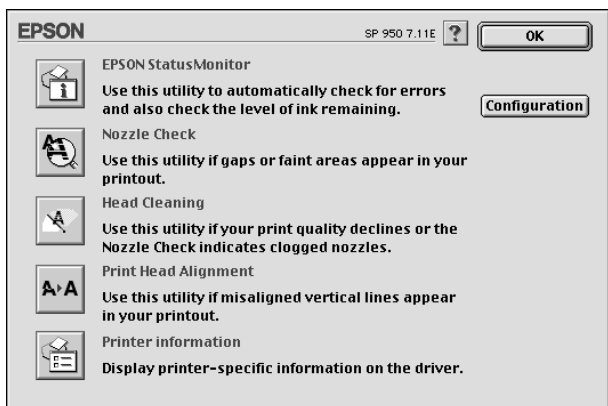 EPSON
SP 950 7.11E
?
OK
EPSON StatusMonitor
Use this utility to automatically check for errors
and also check the level of ink remaining.
Configuration
Nozzle Check
Use this utility if gaps or faint areas appear in your
printout.
Head Cleaning
Use this utility if your print quality declines or the
Nozzle Check indicates clogged nozzles.
Print Head Alignment
Use this utility if misaligned vertical lines appear
in your printout.
Printer information
Display printer-specific information on the driver.